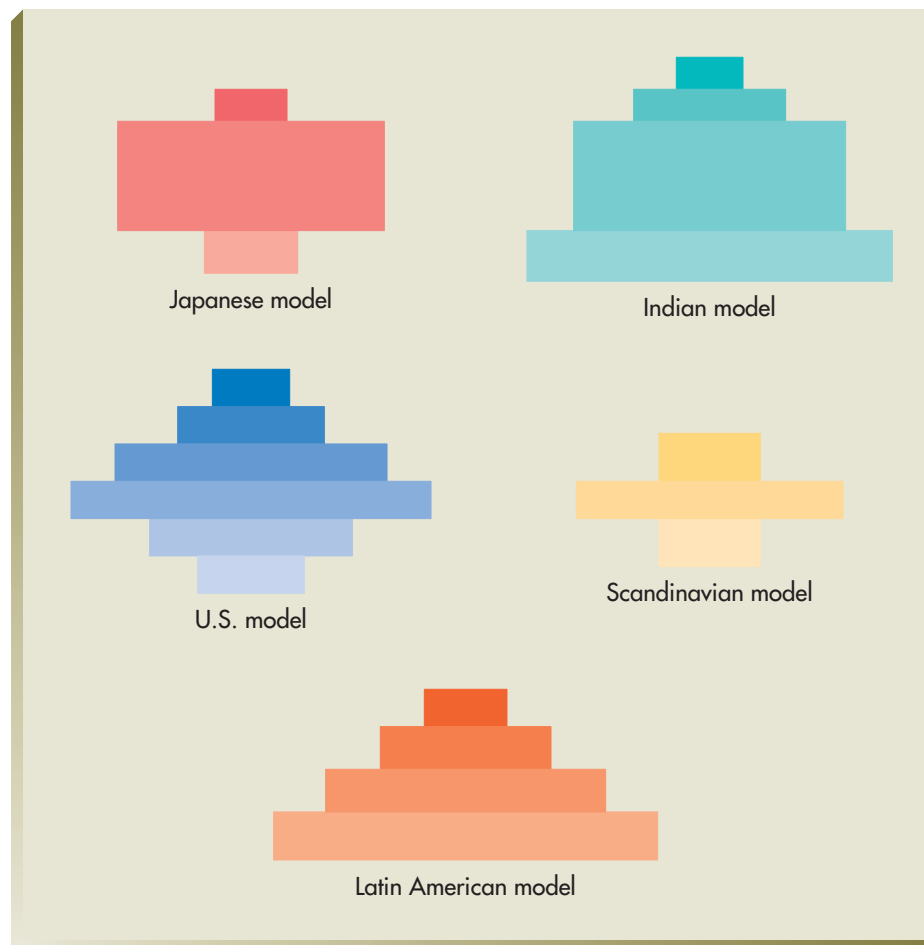 Japanese model
Indian model
U.S. model
Scandinavian model
Latin American model